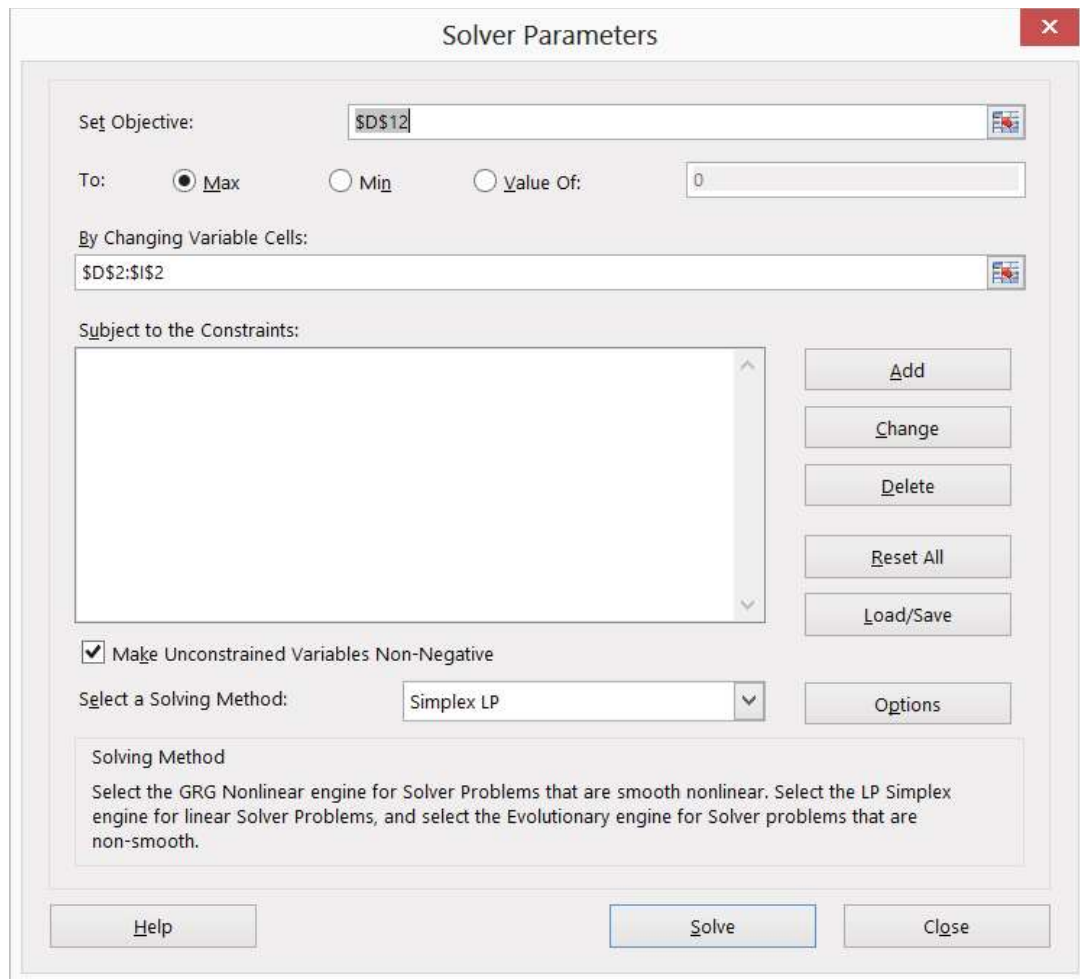 Solver Parameters
Set Objective: $D$12
To: Max Min Value Of: 0
By Changing Variable Cells:
$D$2:$I$2
Subject to the Constraints:
Add
Change
Delete
Reset All
Load/Save
Make Unconstrained Variables Non-Negative
Select a Solving Method: Simplex LP Options
Solving Method
Select the GRG Nonlinear engine for Solver Problems that are smooth nonlinear. Select the LP Simplex
engine for linear Solver Problems, and select the Evolutionary engine for Solver problems that are
non-smooth.
Help Solve Close